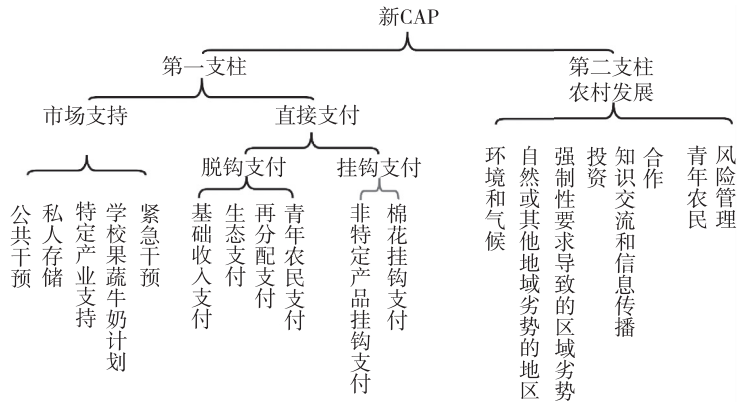 新CAP
第一支柱
第二支柱
农村发展
市场支持
直接支付
脱钩支付
挂钩支付
公共干预
私人存储
特定产业支持
学校果蔬牛奶计划
紧急干预
基础收入支付
生态支付
再分配支付
青年农民支付
非特定产品挂钩支付
棉花挂钩支付
环境和气候
自然或其他地域劣势的地区
强制性要求导致的区域劣势
投资
知识交流和信息传播
合作
青年农民
风险管理